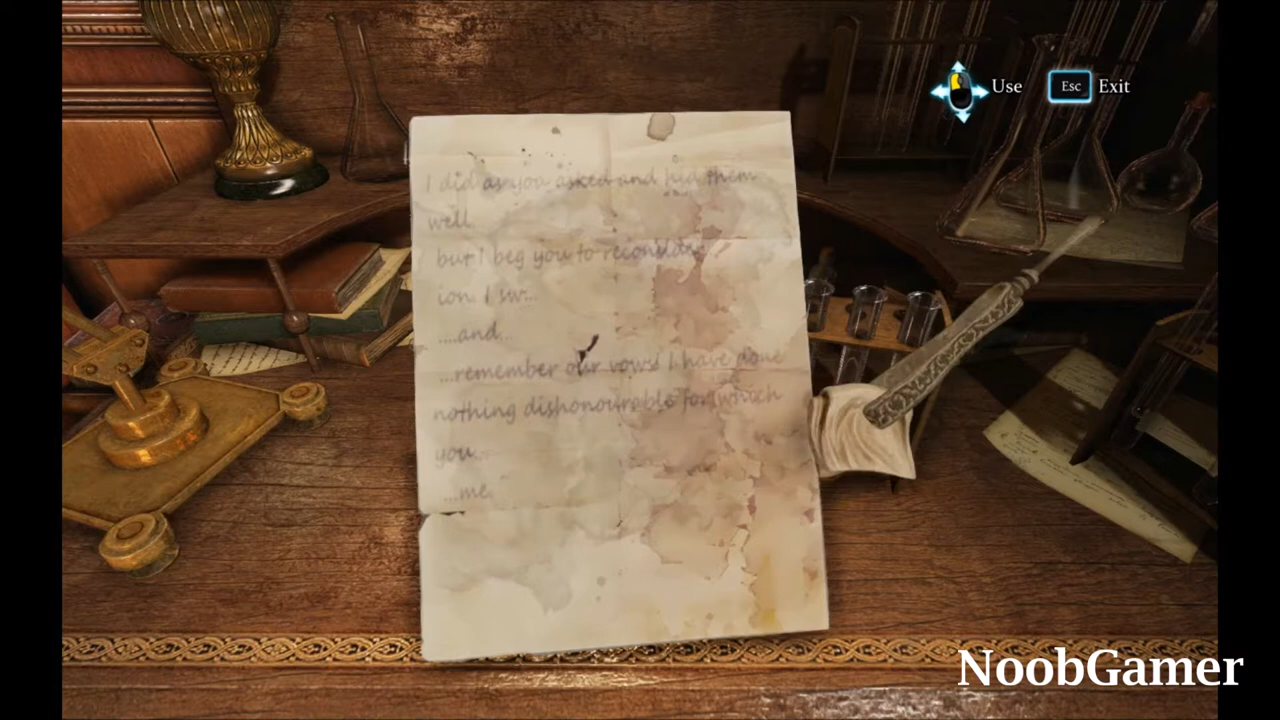 Use
Esc
Exit
I did as you asked and hid them
well.
but I beg you to reconsider
ion. I sw...
....and...
...remember our vows! I have done
nothing dishonourable for which
you...
...me.
NoobGamer